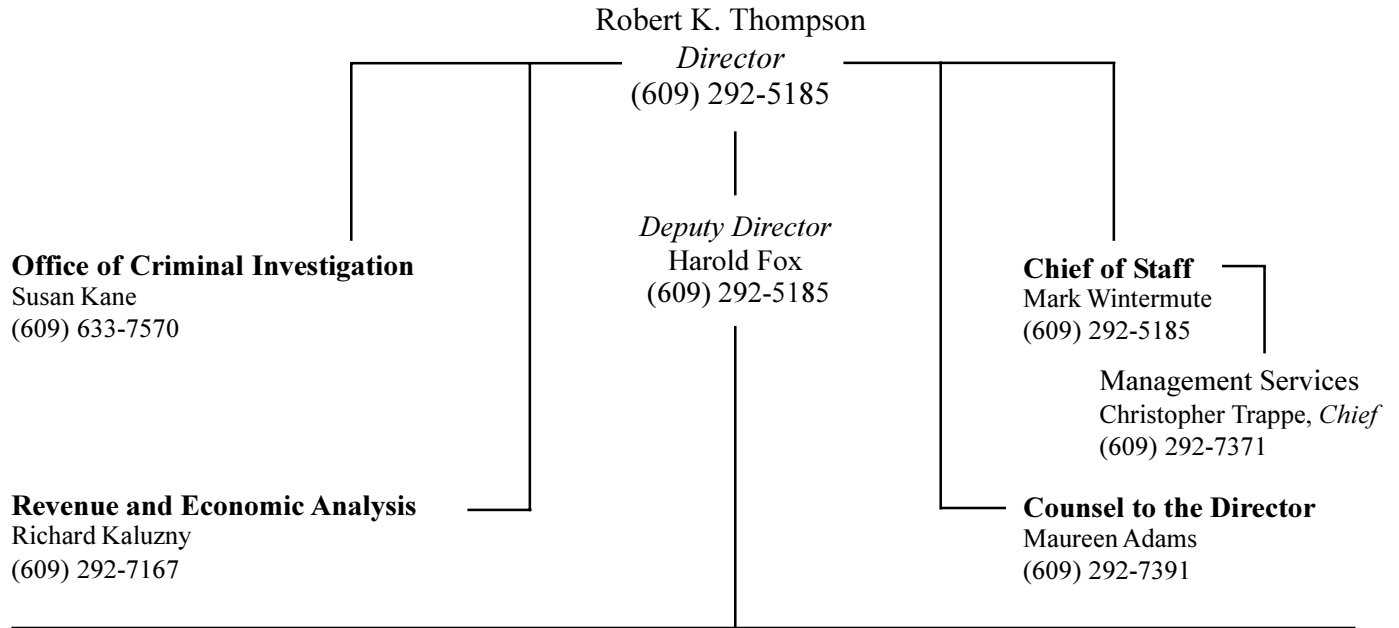 Robert K. Thompson
Director
(609) 292-5185
Deputy Director
Harold Fox
(609) 292-5185
Office of Criminal Investigation
Susan Kane
(609) 633-7570
Chief of Staff
Mark Wintermute
(609) 292-5185
Management Services
Christopher Trappe, Chief
(609) 292-7371
Revenue and Economic Analysis
Richard Kaluzny
(609) 292-7167
Counsel to the Director
Maureen Adams
(609) 292-7391